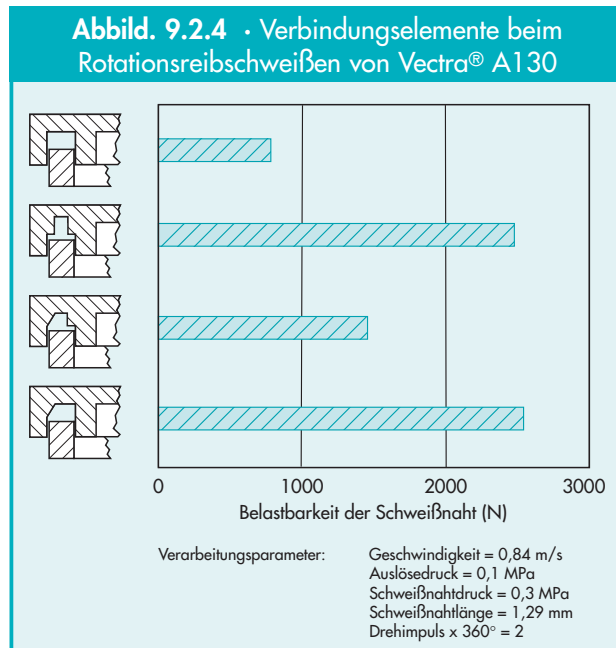 Abbild. 9.2.4 · Verbindungselemente beim
Rotationsreibschweißen von Vectra® A130
0 1000 2000 3000
Belastbarkeit der Schweißnaht (N)
Verarbeitungsparameter: Geschwindigkeit = 0,84 m/s
Auslösedruck = 0,1 MPa
Schweißnahtdruck = 0,3 MPa
Schweißnahtlänge = 1,29 mm
Drehimpuls x 360° = 2